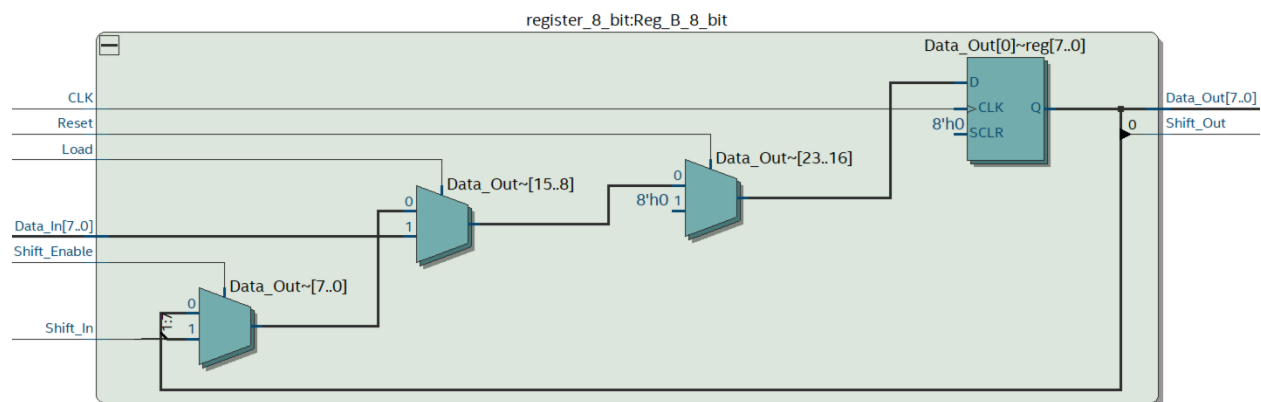 register_8_bit:Reg_B_8_bit
Data_Out[0]~reg[7..0]
D
CLK
CLK
Q
Data_Out[7..0]
Reset
8'h0
SCLR
0
Shift_Out
Load
Data_Out~[23..16]
0
8'h0
1
Data_Out~[15..8]
0
1
Data_In[7..0]
Shift_Enable
Data_Out~[7..0]
0
1
Shift_In